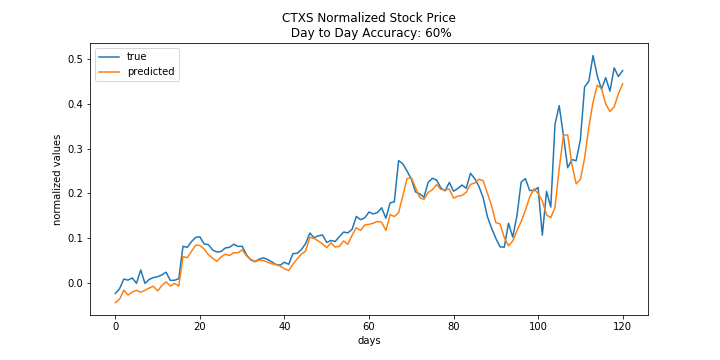 CTXS Normalized Stock Price
Day to Day Accuracy: 60%
true
predicted
normalized values
0.5
0.4
0.3
0.2
0.1
0.0
0
20
40
60
80
100
120
days